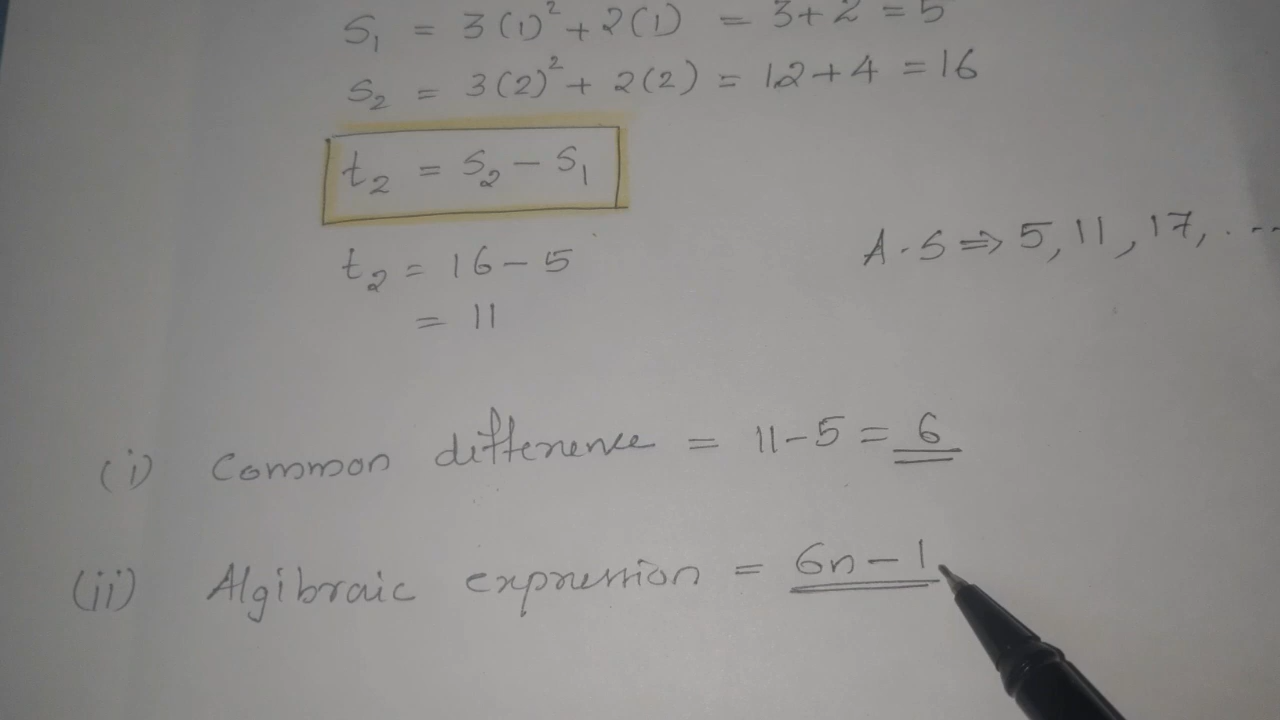 S₁ = 3(1)² + 2(1) = 3+2 = 5
S₂ = 3(2)² + 2(2) = 12+4 = 16
t₂ = S₂ - S₁
t₂ = 16 - 5
A.S ⇒ 5, 11, 17, ....
= 11
(i) Common difference = 11-5 = 6
(ii) Algibraic expression = 6n-1